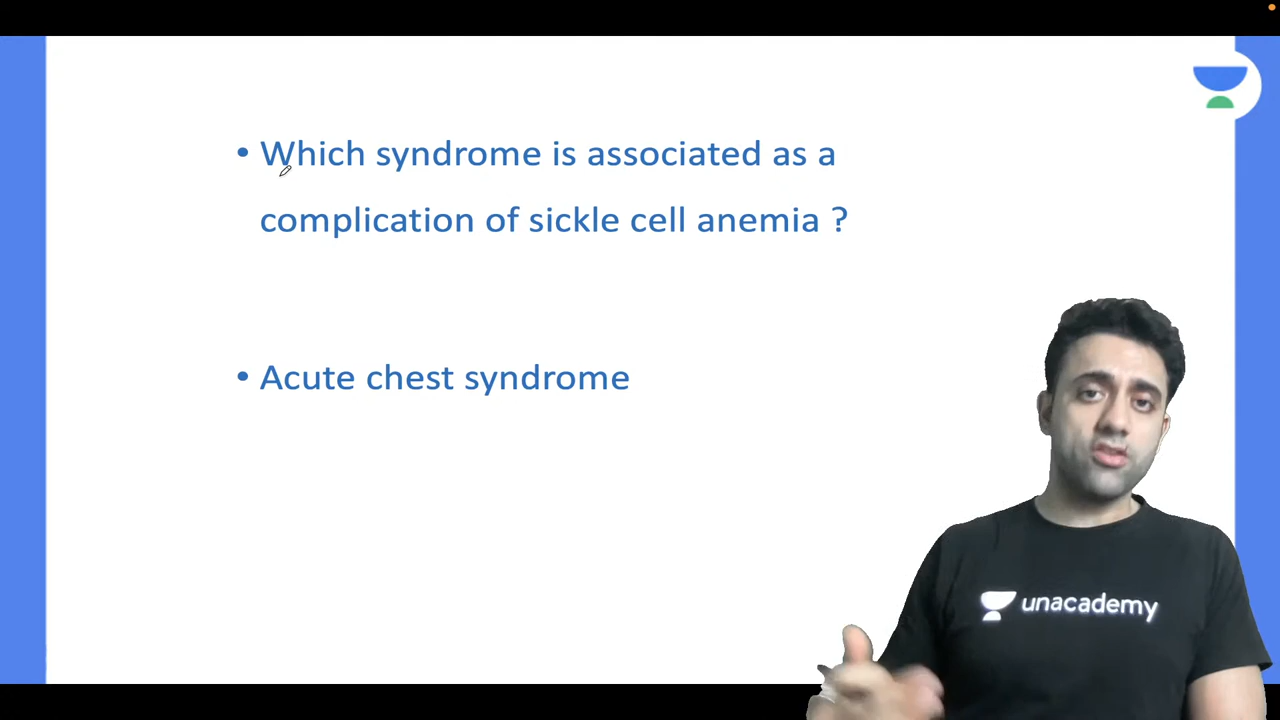 • Which syndrome is associated as a
complication of sickle cell anemia ?
• Acute chest syndrome
unacademy